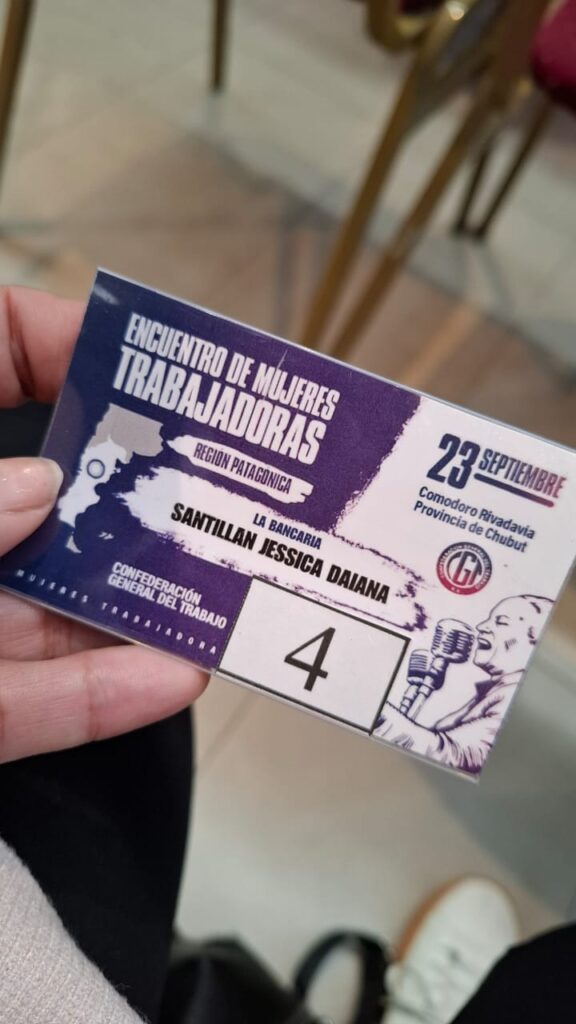 ENCUENTRO DE MUJERES
TRABAJADORAS
REGION PATAGONICA
23 SEPTIEMBRE
Comodoro Rivadavia
Provincia de Chubut
LA BANCARIA
SANTILLAN JESSICA DAIANA
CGT
CONFEDERACIÓN
GENERAL DEL TRABAJO
MUJERES TRABAJADORA
4